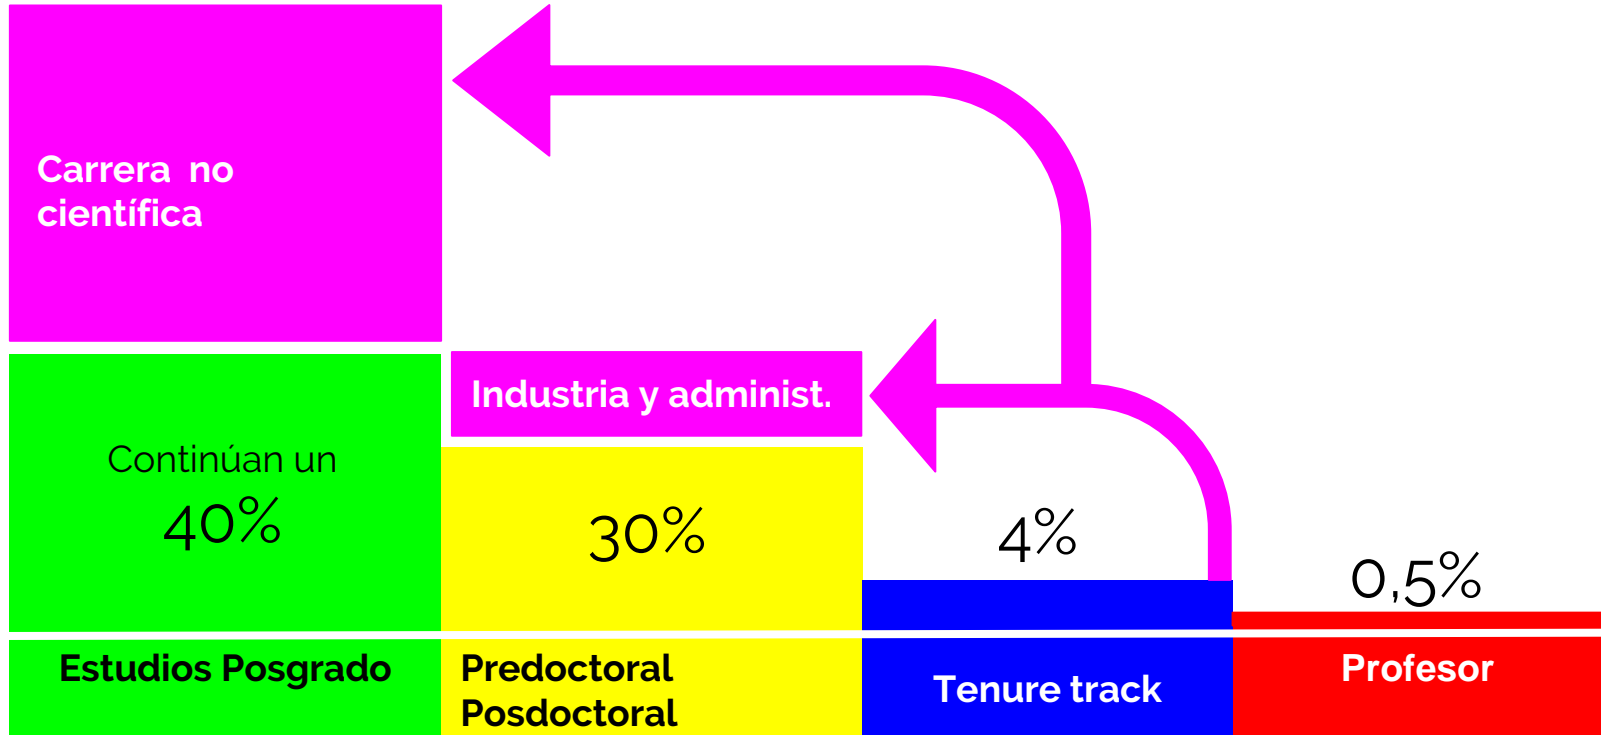 Carrera no
científica
Industria y administ.
Continúan un
40%
30%
4%
0,5%
Estudios Posgrado
Predoctoral
Posdoctoral
Tenure track
Profesor